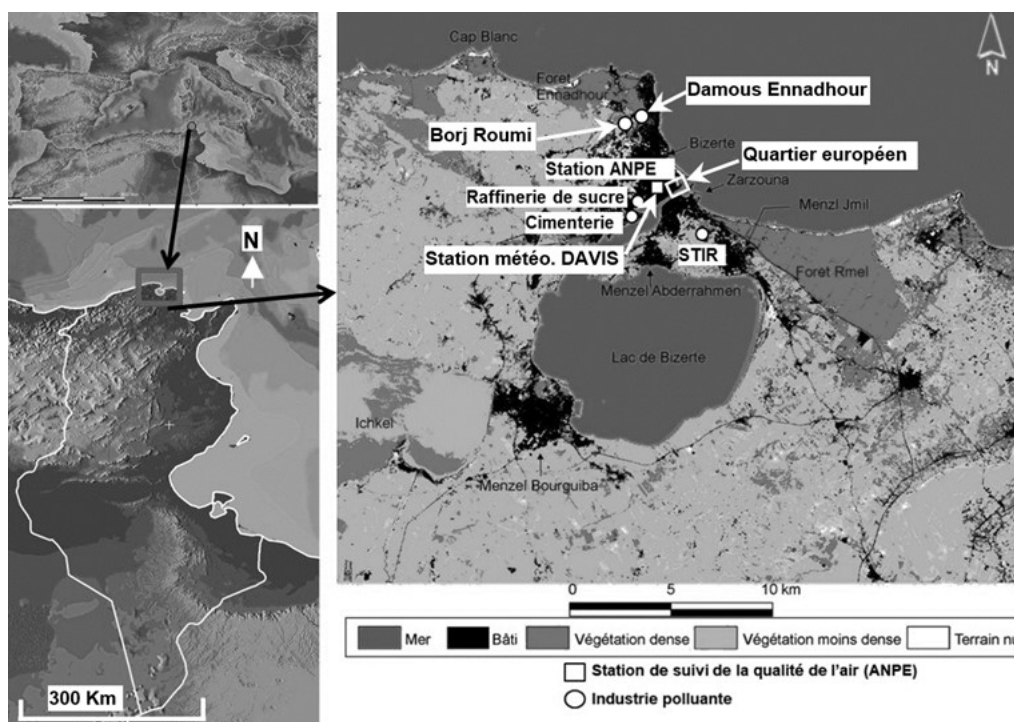 N
300 Km
Cap Blanc
Foret
Ennadhour
Damous Ennadhour
Borj Roumi
Bizerte
Quartier européen
Station ANPE
Zarzouna
Raffinerie de sucre
Menzl Jmil
Cimenterie
Station météo. DAVIS
STIR
Foret Rmel
Menzel Abderrahmen
Lac de Bizerte
Ichkel
Menzel Bourguiba
N
0 5 10 km
Mer Bâti Végétation dense Végétation moins dense Terrain nu
Station de suivi de la qualité de l'air (ANPE)
Industrie polluante